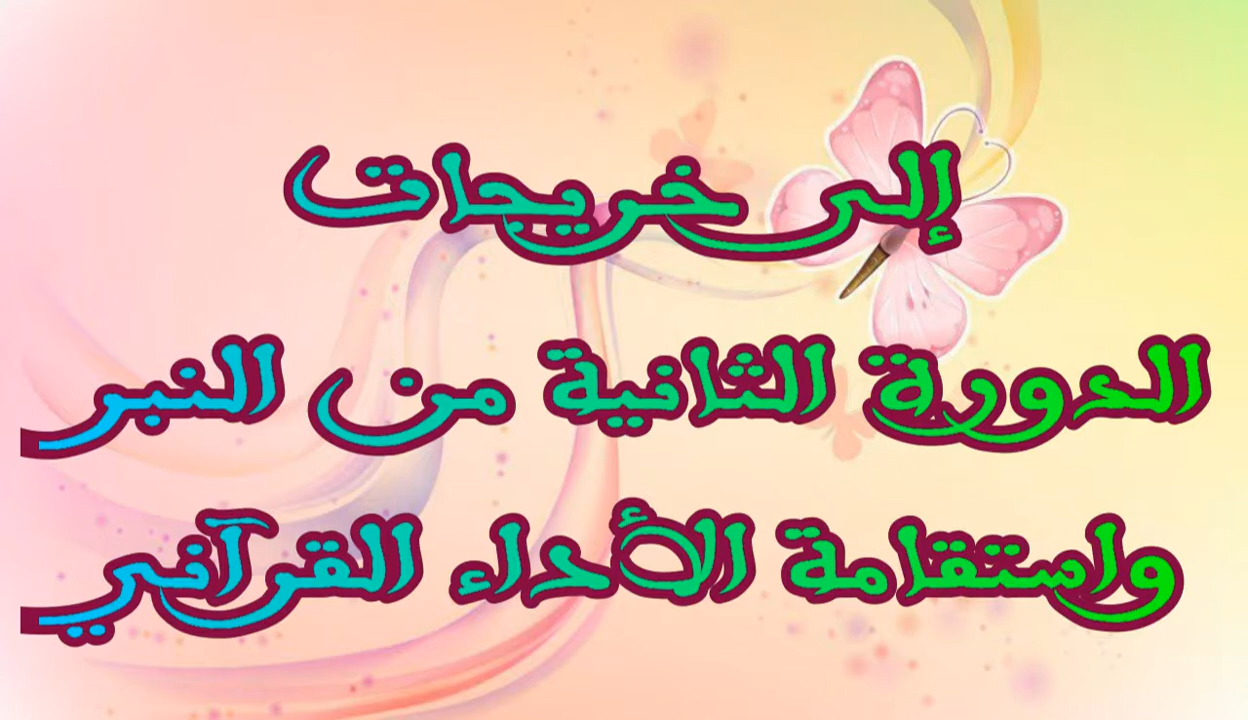 إلى خريجات
الدورة الثانية من النبر
واستقامة الأداء القرآني